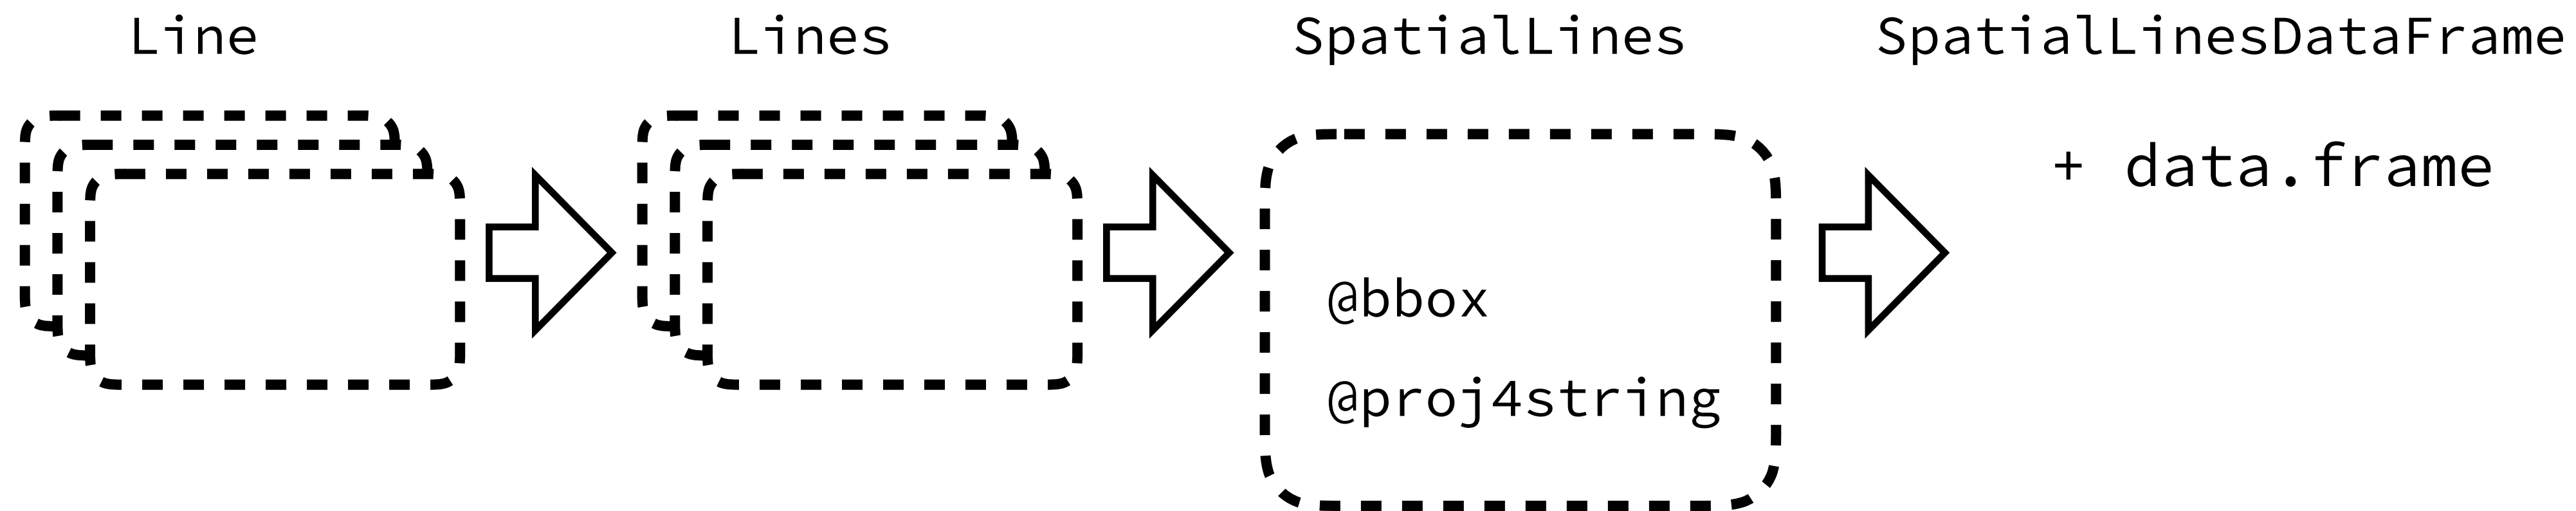 Line
Lines
SpatialLines
SpatialLinesDataFrame
+ data.frame
@bbox
@proj4string